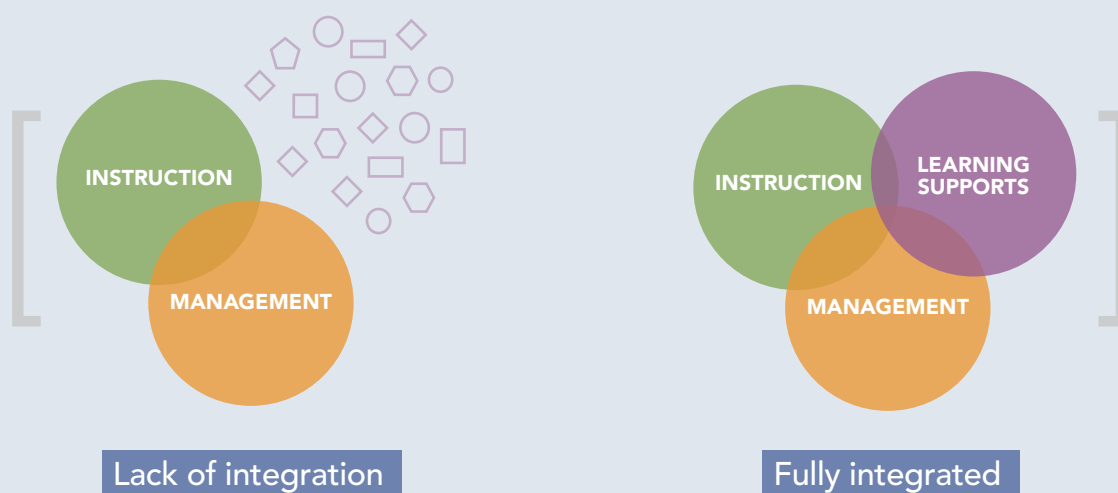 INSTRUCTION
MANAGEMENT
Lack of integration
INSTRUCTION
LEARNING
SUPPORTS
MANAGEMENT
Fully integrated